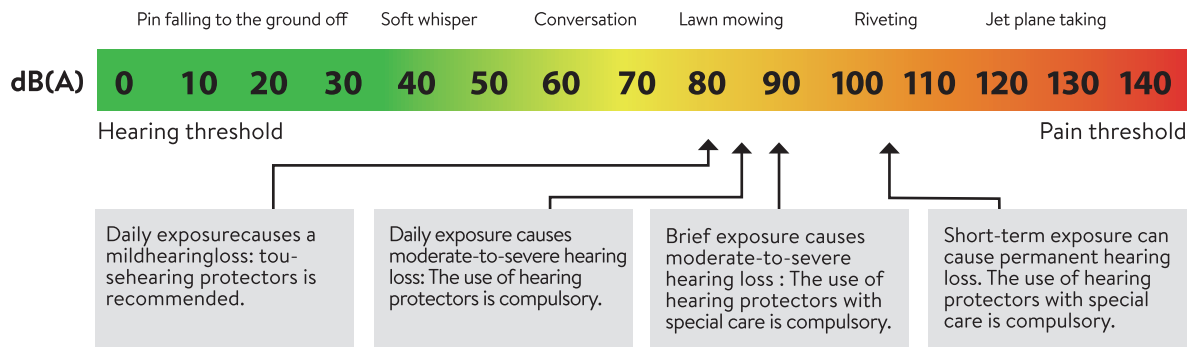 Pin falling to the ground off Soft whisper Conversation Lawn mowing Riveting Jet plane taking
dB(A) 0 10 20 30 40 50 60 70 80 90 100 110 120 130 140
Hearing threshold Pain threshold
Daily exposurecauses a
mildhearingloss: tou-
sehearing protectors is
recommended.
Daily exposure causes
moderate-to-severe hearing
loss: The use of hearing
protectors is compulsory.
Brief exposure causes
moderate-to-severe
hearing loss : The use of
hearing protectors with
special care is compulsory.
Short-term exposure can
cause permanent hearing
loss. The use of hearing
protectors with special
care is compulsory.